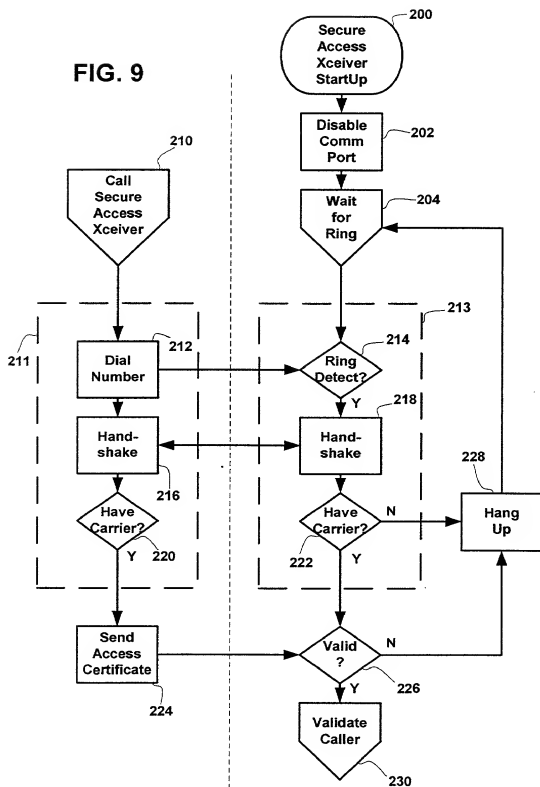 FIG. 9
200
Secure
Access
Xceiver
StartUp
202
Disable
Comm
Port
210
Call
Secure
Access
Xceiver
204
Wait
for
Ring
211
212
Dial
Number
213
214
Ring
Detect?
Y
218
Hand-
shake
216
Hand-
shake
228
Hang
Up
Have
Carrier?
220
Y
Have
Carrier?
N
222
Y
Send
Access
Certificate
224
Valid
?
N
226
Y
Validate
Caller
230